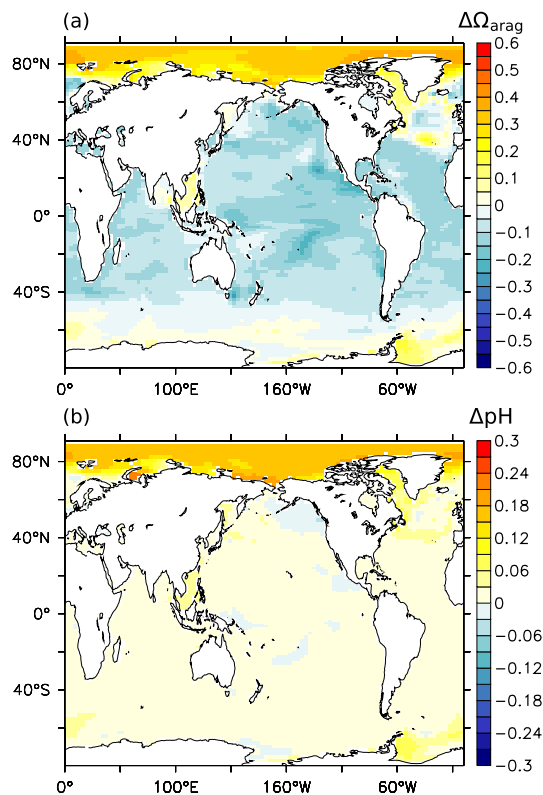 (a)
ΔΩarag
80°N
40°N
0°
40°S
0°
100°E
160°W
60°W
0.6
0.5
0.4
0.3
0.2
0.1
0
−0.1
−0.2
−0.3
−0.4
−0.5
−0.6
(b)
ΔpH
80°N
40°N
0°
40°S
0°
100°E
160°W
60°W
0.3
0.24
0.18
0.12
0.06
0
−0.06
−0.12
−0.18
−0.24
−0.3